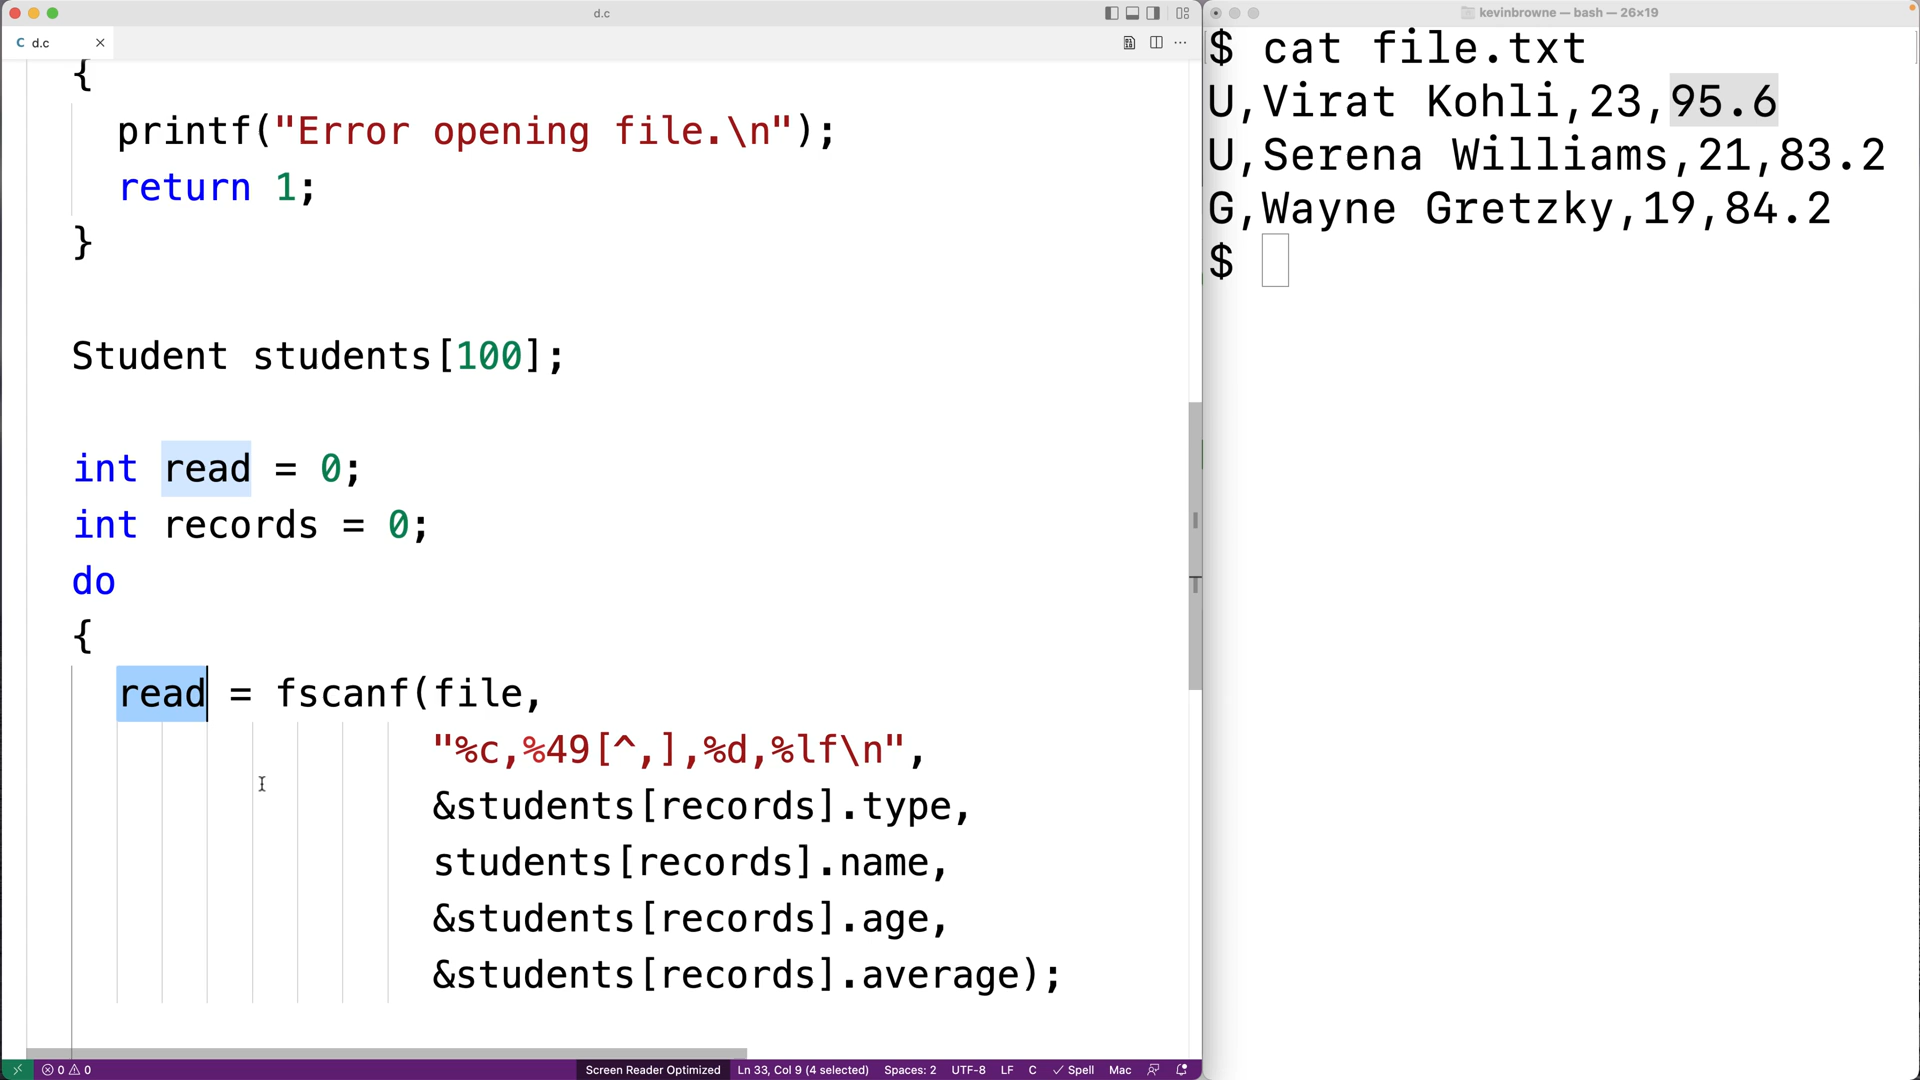 d.c
C d.c
{
printf("Error opening file.\n");
return 1;
}
Student students[100];
int read = 0;
int records = 0;
do
{
read = fscanf(file,
"%c,%49[^,],%d,%lf\n",
&students[records].type,
students[records].name,
&students[records].age,
&students[records].average);
0 0 Screen Reader Optimized Ln 33, Col 9 (4 selected) Spaces: 2 UTF-8 LF C Spell Mac
kevinbrowne — bash — 26×19
$ cat file.txt
U,Virat Kohli,23,95.6
U,Serena Williams,21,83.2
G,Wayne Gretzky,19,84.2
$